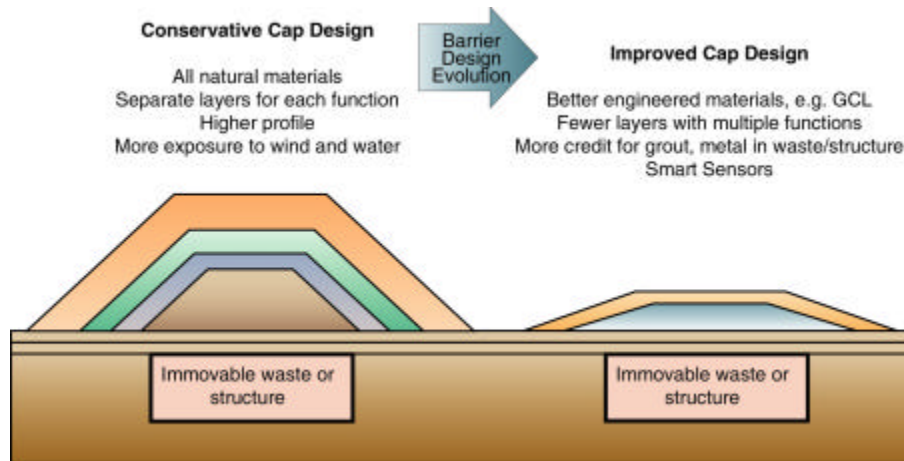 Conservative Cap Design
All natural materials
Separate layers for each function
Higher profile
More exposure to wind and water
Barrier
Design
Evolution
Improved Cap Design
Better engineered materials, e.g. GCL
Fewer layers with multiple functions
More credit for grout, metal in waste/structure
Smart Sensors
Immovable waste or
structure
Immovable waste or
structure